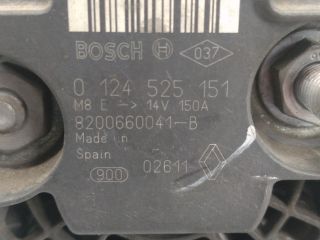 BOSCH 037
0 124 525 151
M8 E -> 14V 150A
8200660041-B
Made in
Spain
02611
900